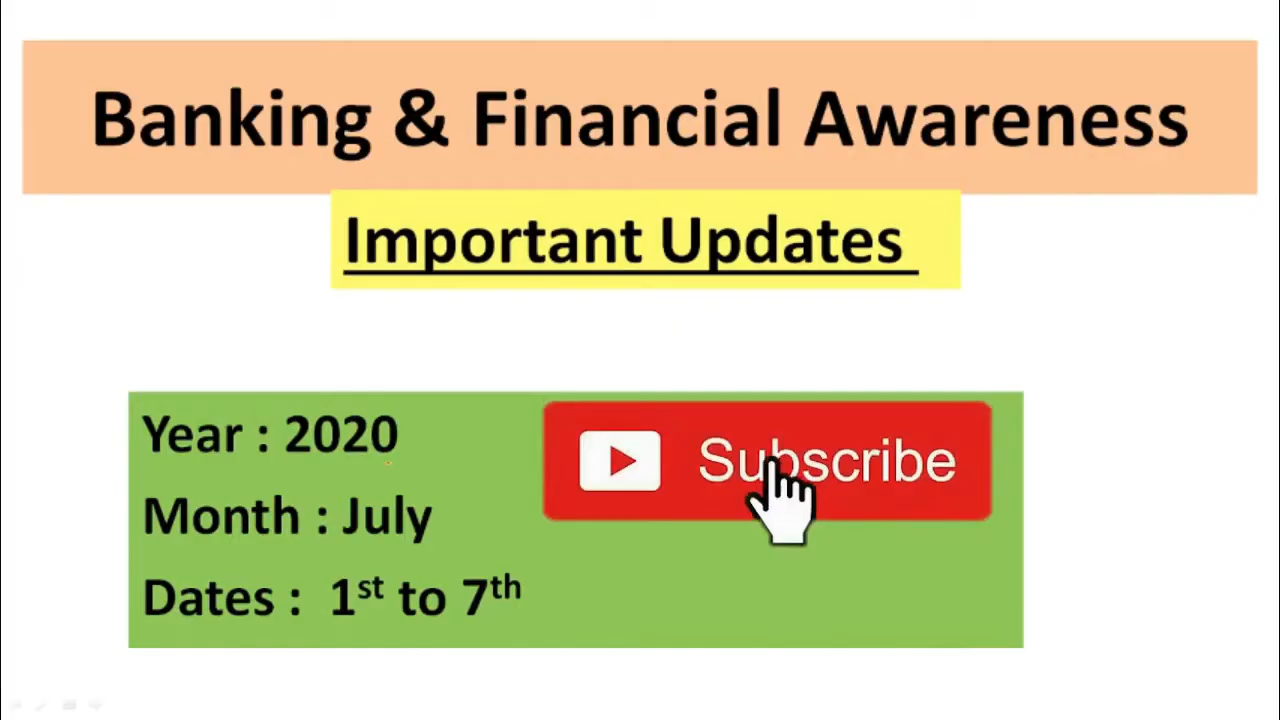 Banking & Financial Awareness
Important Updates
Year : 2020
Subscribe
Month : July
Dates : 1st to 7th